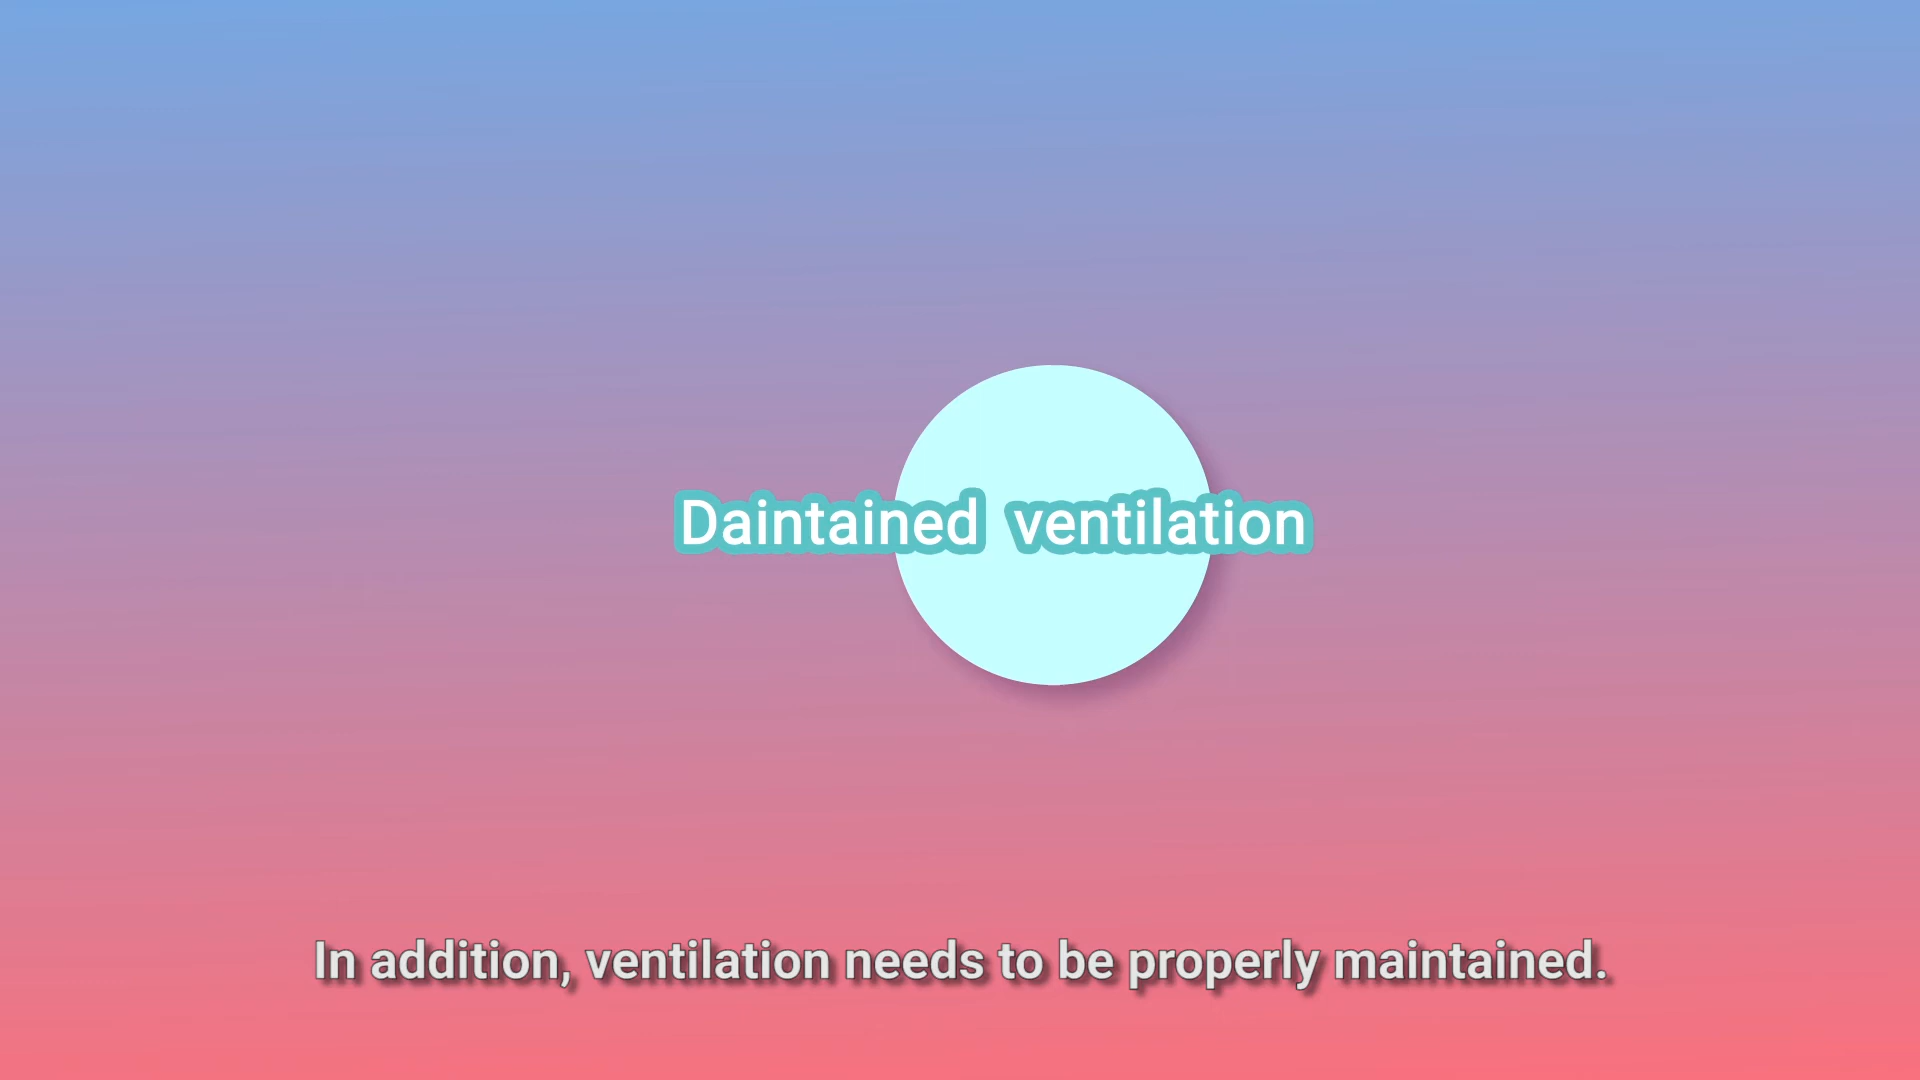 Daintained ventilation
In addition, ventilation needs to be properly maintained.